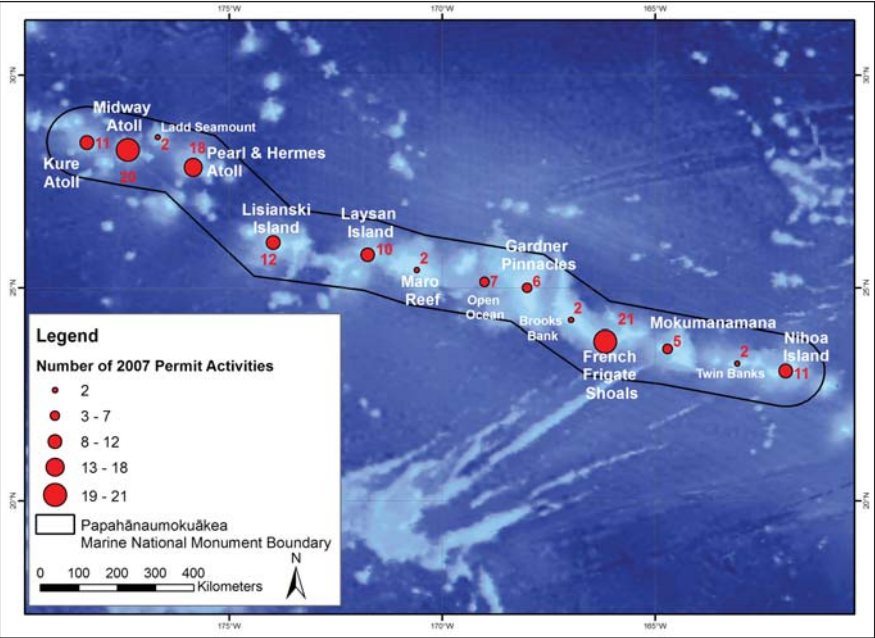 175°W
170°W
165°W
30°N
30°N
Midway
Atoll
Ladd Seamount
11
2
18
Pearl & Hermes
Atoll
Kure
Atoll
20
Lisianski
Island
12
Laysan
Island
10
2
Maro
Reef
Gardner
Pinnacles
7
6
Open
Ocean
2
Brooks
Bank
21
French
Frigate
Shoals
Mokumanamana
5
2
Twin Banks
Nihoa
Island
11
25°N
25°N
20°N
20°N
Legend
Number of 2007 Permit Activities
2
3 - 7
8 - 12
13 - 18
19 - 21
Papahānaumokuākea
Marine National Monument Boundary
N
0 100 200 300 400
Kilometers
175°W
170°W
165°W